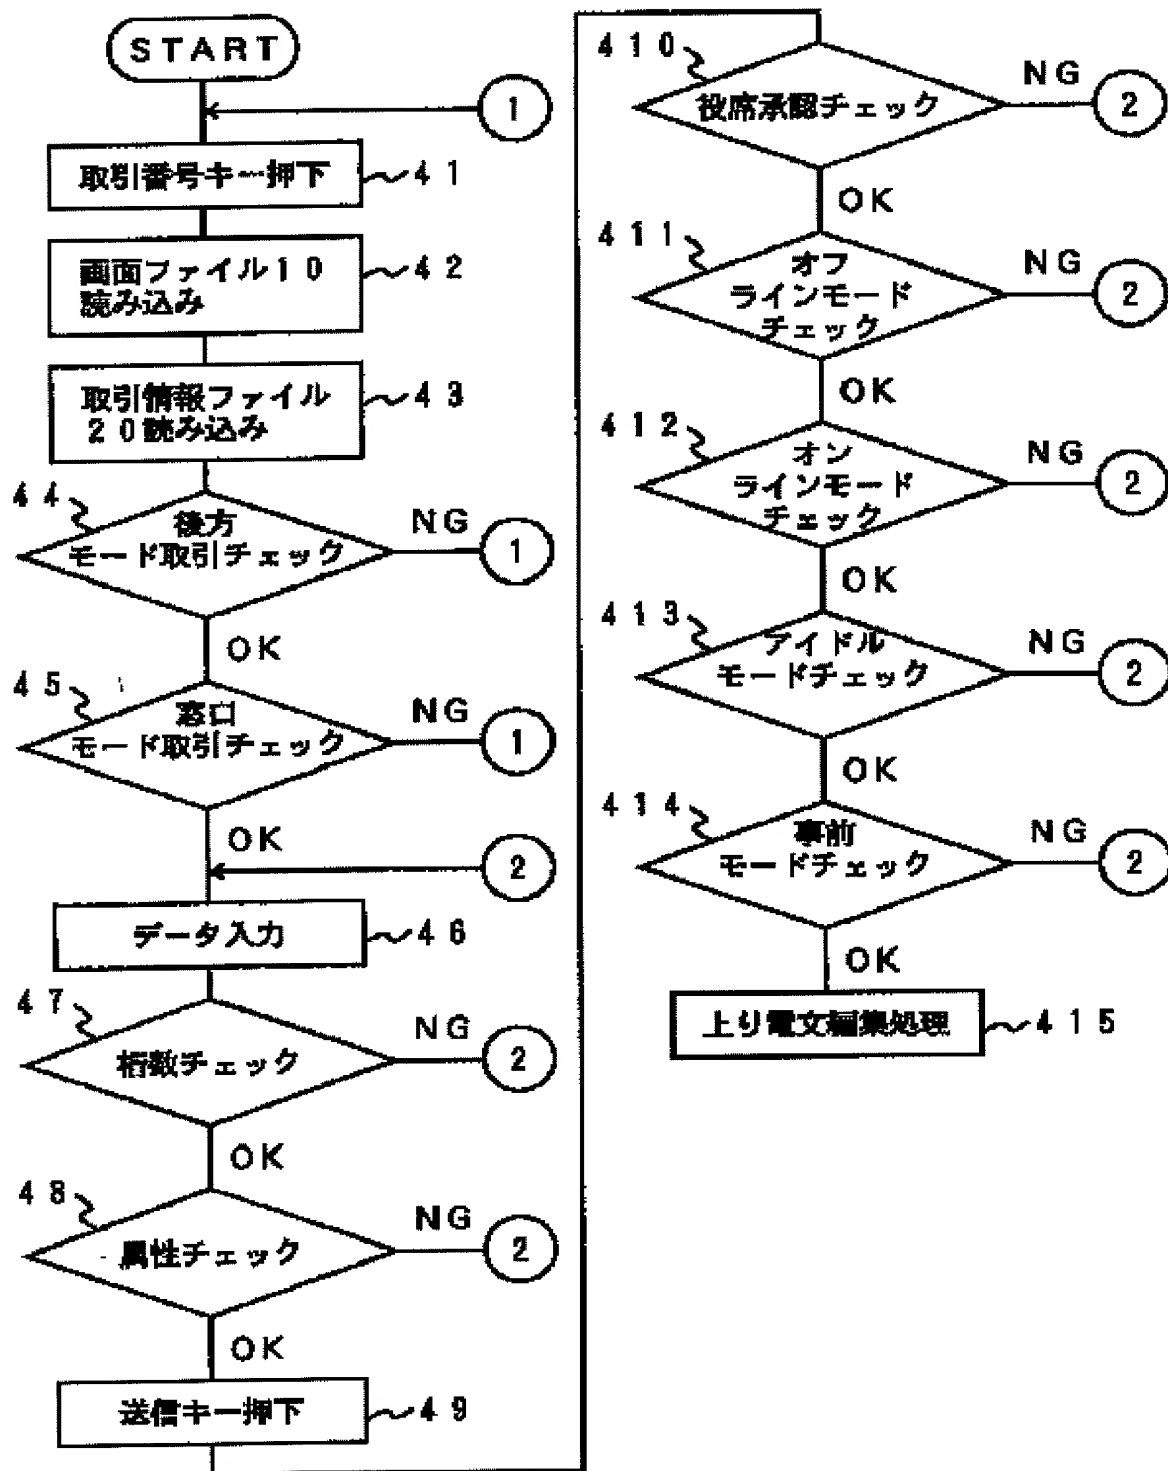 START
1
取引番号キー押下
41
画面ファイル10
読み込み
42
取引情報ファイル
20読み込み
43
44
後方
モード取引チェック
NG
1
OK
45
窓口
モード取引チェック
NG
1
OK
2
データ入力
46
47
桁数チェック
NG
2
OK
48
属性チェック
NG
2
OK
送信キー押下
49
410
役席承認チェック
NG
2
OK
411
オフ
ラインモード
チェック
NG
2
OK
412
オン
ラインモード
チェック
NG
2
OK
413
アイドル
モードチェック
NG
2
OK
414
事前
モードチェック
NG
2
OK
上り電文編集処理
415